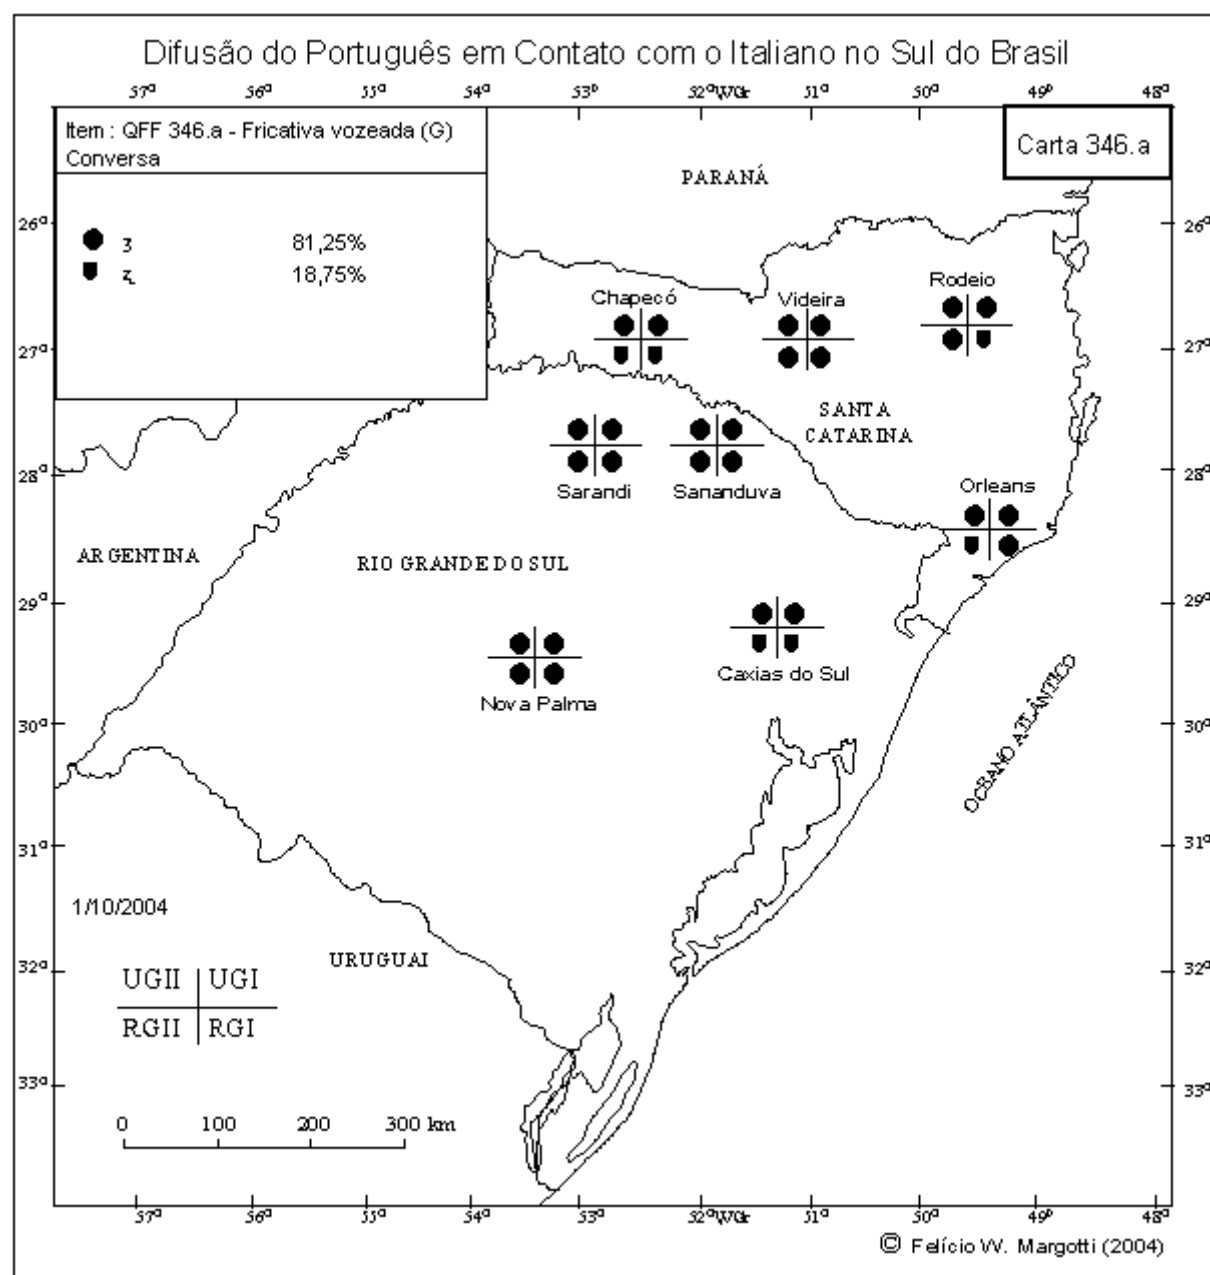 Difusão do Português em Contato com o Italiano no Sul do Brasil
57º 56º 55º 54º 53º 52º WGr 51º 50º 49º 48º
Item : QFF 346.a - Fricativa vozeada (G)
Conversa
Carta 346.a
ʒ 81,25%
18,75%
PARANÁ
26º 26º
Rodeio
Chapecó Videira
27º 27º
SANTA
CATARINA
28º 28º
Sarandi Sananduva
Orleans
ARGENTINA
RIO GRANDE DO SUL
29º 29º
Caxias do Sul
Nova Palma
OCEANO ATLÂNTICO
30º 30º
31º 31º
1/10/2004
URUGUAI
32º 32º
UGII UGI
RGII RGI
33º 33º
0 100 200 300 km
57º 56º 55º 54º 53º 52º WGr 51º 50º 49º 48º
© Felício W. Margotti (2004)